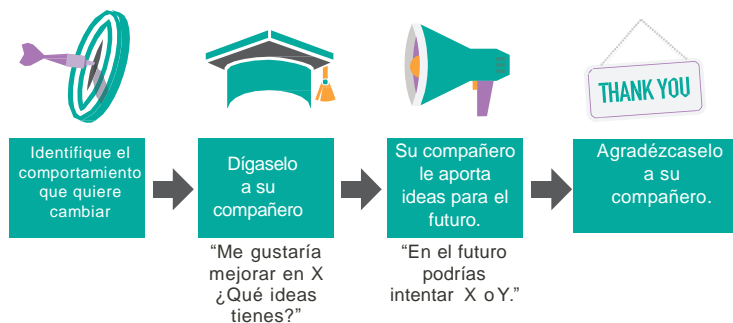 THANK YOU
Identifique el
comportamiento
que quiere
cambiar
Dígaselo
a su
compañero
"Me gustaría
mejorar en X
¿Qué ideas
tienes?"
Su compañero
le aporta
ideas para el
futuro.
"En el futuro
podrías
intentar X o Y."
Agradézcaselo
a su
compañero.